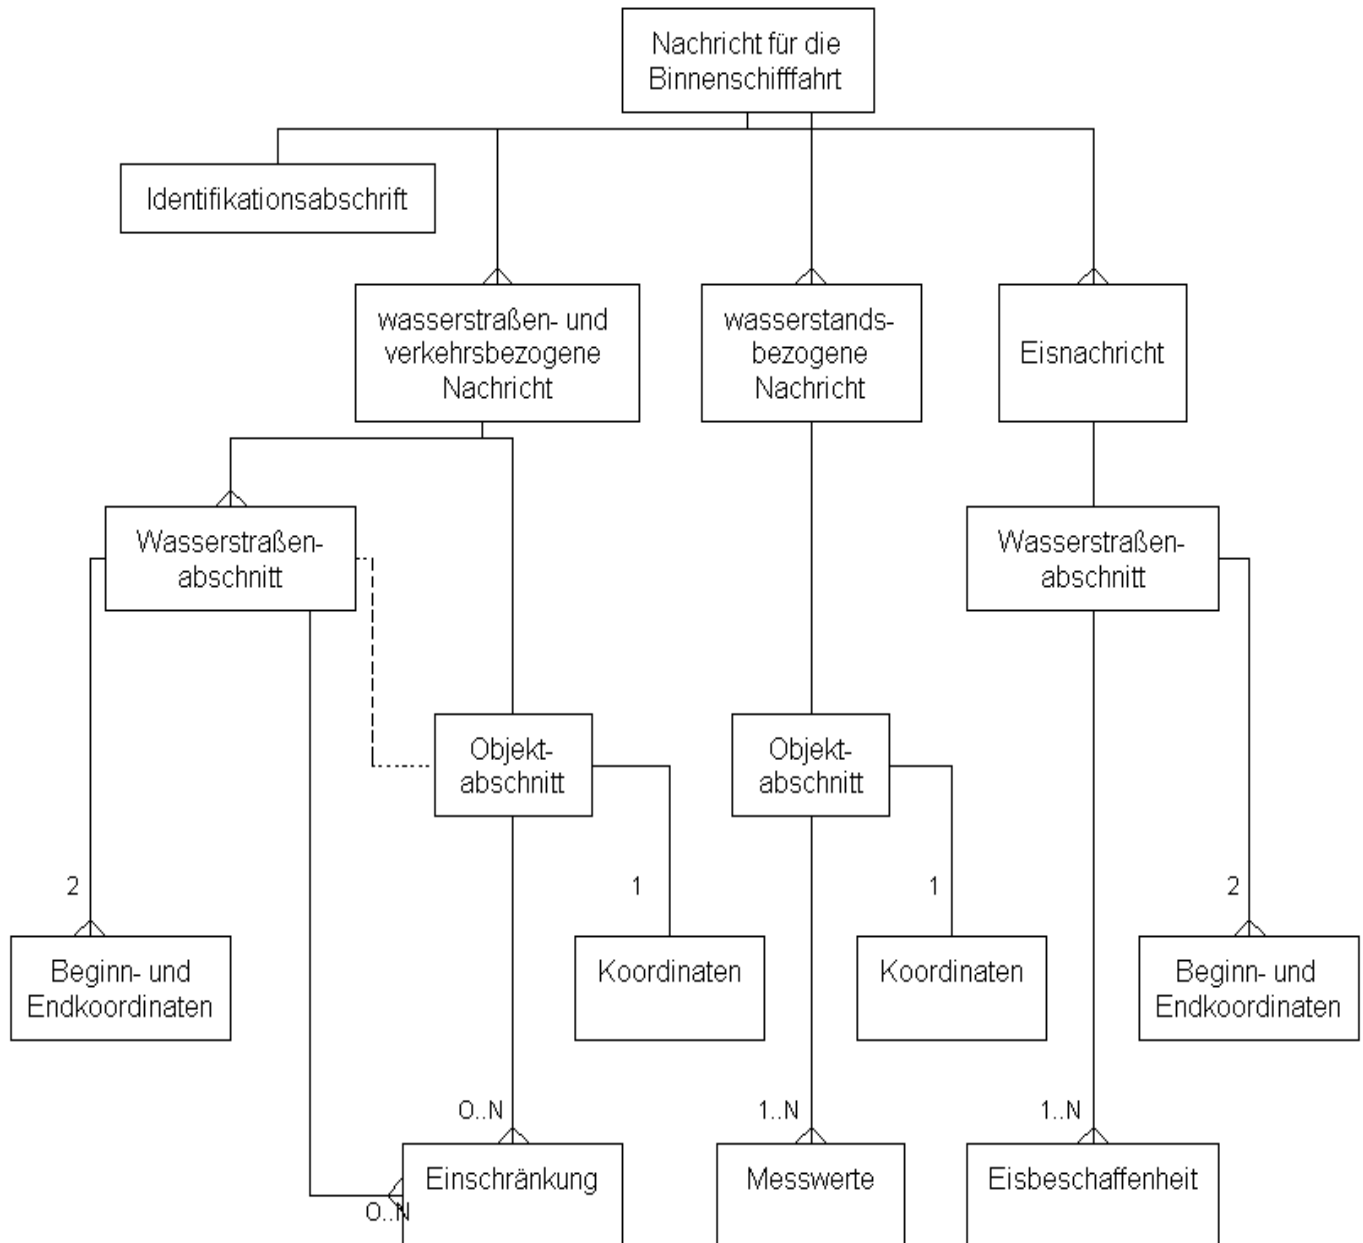 Nachricht für die
Binnenschifffahrt
Identifikationsabschrift
wasserstraßen- und
verkehrsbezogene
Nachricht
wasserstands-
bezogene
Nachricht
Eisnachricht
Wasserstraßen-
abschnitt
Wasserstraßen-
abschnitt
Objekt-
abschnitt
Objekt-
abschnitt
2
1
1
2
Beginn- und
Endkoordinaten
Koordinaten
Koordinaten
Beginn- und
Endkoordinaten
0..N
1..N
1..N
Einschränkung
Messwerte
Eisbeschaffenheit
0..N